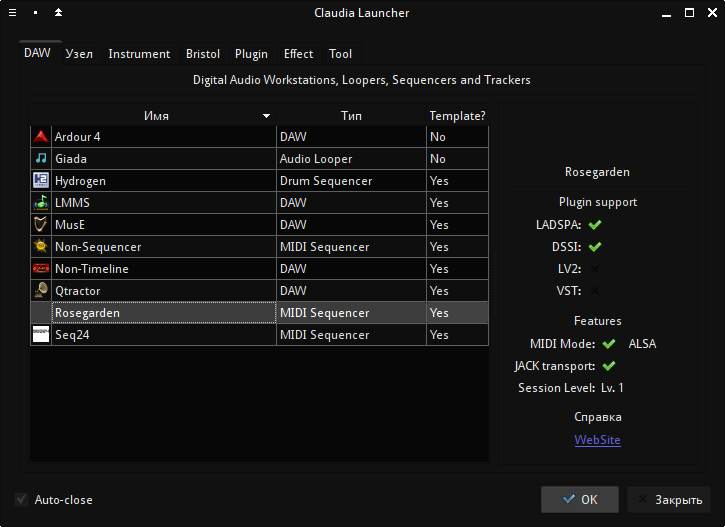 Claudia Launcher
DAW Узел Instrument Bristol Plugin Effect Tool
Digital Audio Workstations, Loopers, Sequencers and Trackers
Имя Тип Template?
Ardour 4 DAW No
Giada Audio Looper No
Hydrogen Drum Sequencer Yes
LMMS DAW Yes
MusE DAW Yes
Non-Sequencer MIDI Sequencer Yes
Non-Timeline DAW Yes
Qtractor DAW Yes
Rosegarden MIDI Sequencer Yes
Seq24 MIDI Sequencer Yes
Rosegarden
Plugin support
LADSPA:
DSSI:
LV2:
VST:
Features
MIDI Mode: ALSA
JACK transport:
Session Level: Lv. 1
Справка
WebSite
Auto-close
OK Закрыть